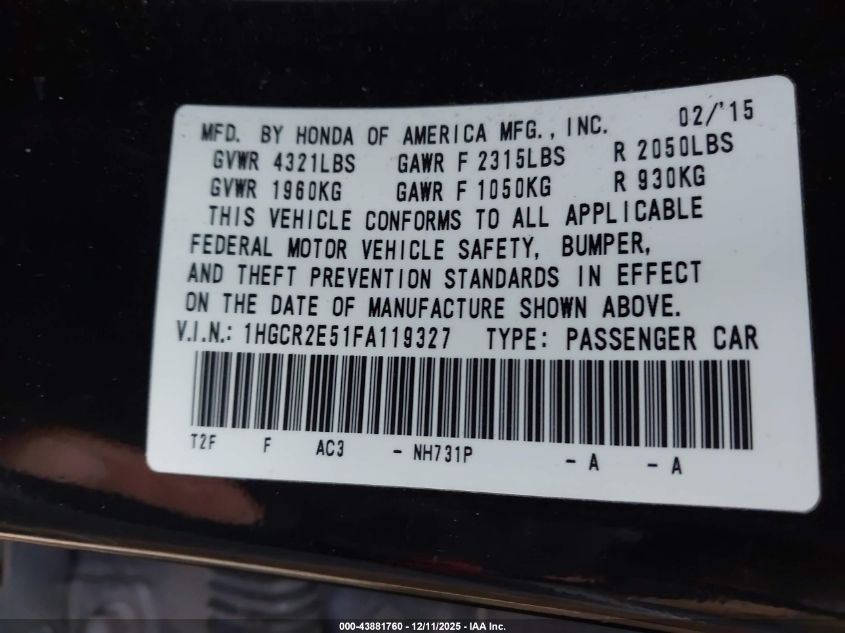 02/'15
MFD. BY HONDA OF AMERICA MFG., INC.
GVWR 4321LBS GAWR F 2315LBS R 2050LBS
GVWR 1960KG GAWR F 1050KG R 930KG
THIS VEHICLE CONFORMS TO ALL APPLICABLE
FEDERAL MOTOR VEHICLE SAFETY, BUMPER,
AND THEFT PREVENTION STANDARDS IN EFFECT
ON THE DATE OF MANUFACTURE SHOWN ABOVE.
V.I.N.: 1HGCR2E51FA119327 TYPE: PASSENGER CAR
T2F F AC3 - NH731P - A - A
000-43881760 - 12/11/2025 - IAA Inc.